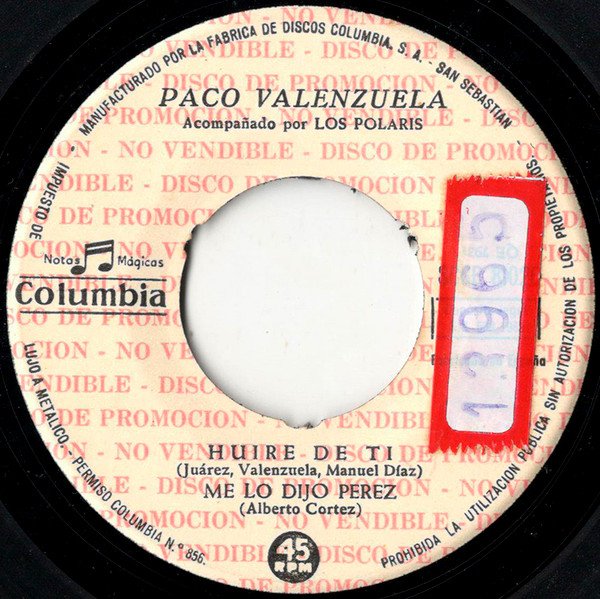 MANUFACTURADO POR LA FABRICA DE DISCOS COLUMBIA. S. A. - SAN SEBASTIAN
PACO VALENZUELA
Acompañado por LOS POLARIS
DISCO DE PROMOCION - NO VENDIBLE
IMPUESTO DE
LUJO A METALICO - PERMISO COLUMBIA N.º 856.
Notas Mágicas
Columbia
HUIRE DE TI
(Juárez, Valenzuela, Manuel Díaz)
ME LO DIJO PEREZ
(Alberto Cortez)
45
RPM
PROHIBIDA LA UTILIZACION PUBLICA SIN AUTORIZACION DE LOS PROPIETARIOS